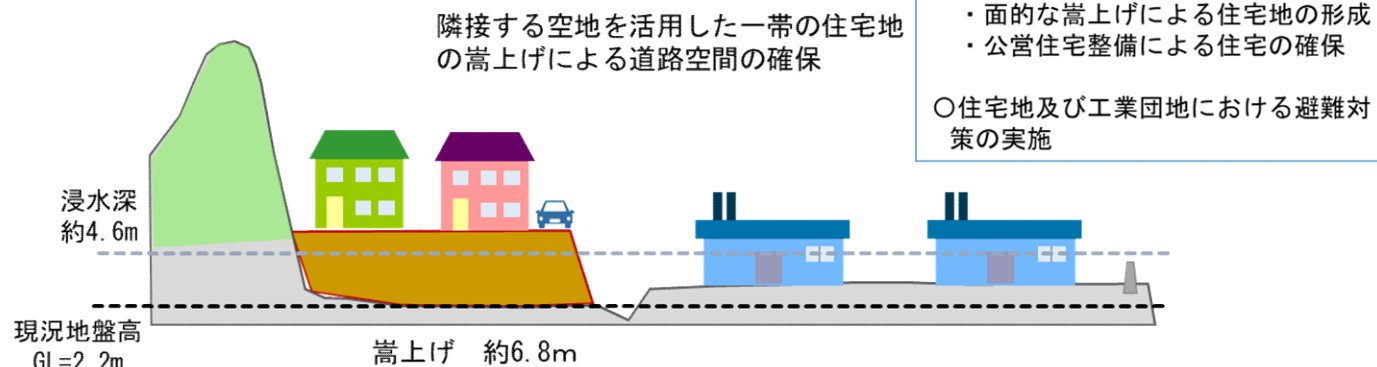 隣接する空地を活用した一帯の住宅地
の嵩上げによる道路空間の確保
・面的な嵩上げによる住宅地の形成
・公営住宅整備による住宅の確保
〇住宅地及び工業団地における避難対
策の実施
浸水深
約4.6m
現況地盤高
GL=2.2m
嵩上げ　約6.8m